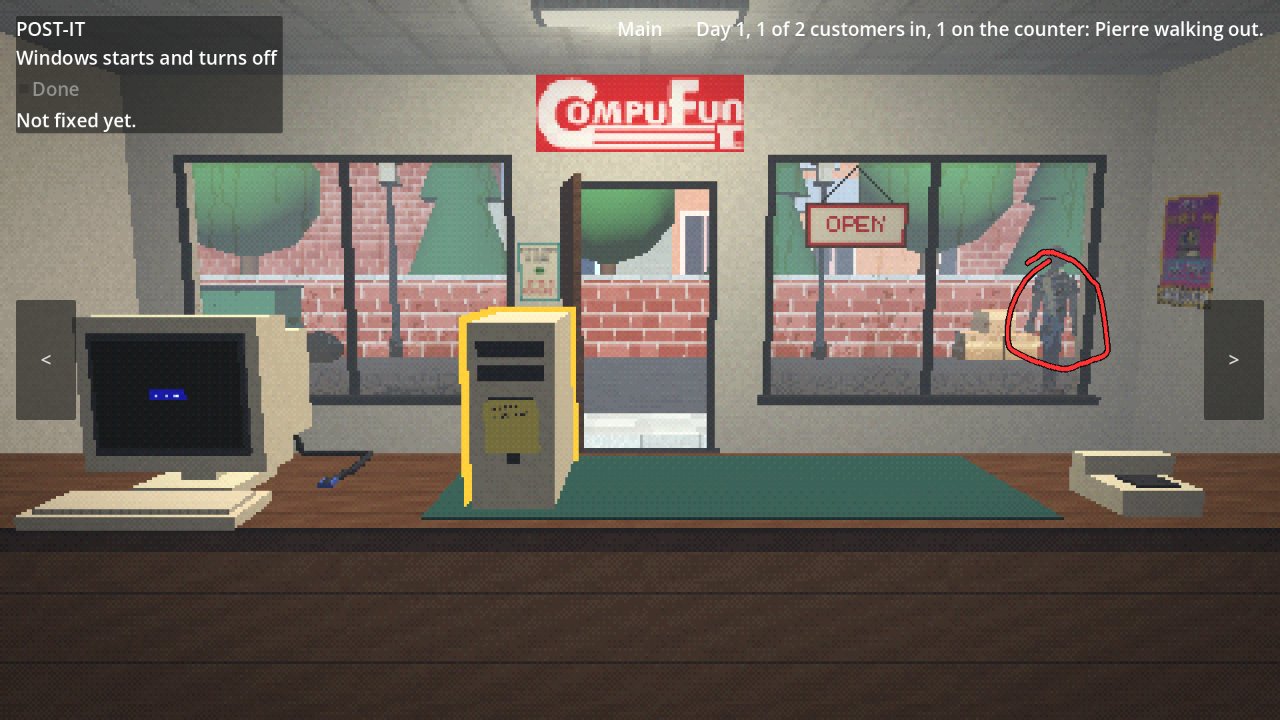 POST-IT
Windows starts and turns off
Done
Not fixed yet.
Main
Day 1, 1 of 2 customers in, 1 on the counter: Pierre walking out.
COMPUFUN
IT
OPEN
<
>